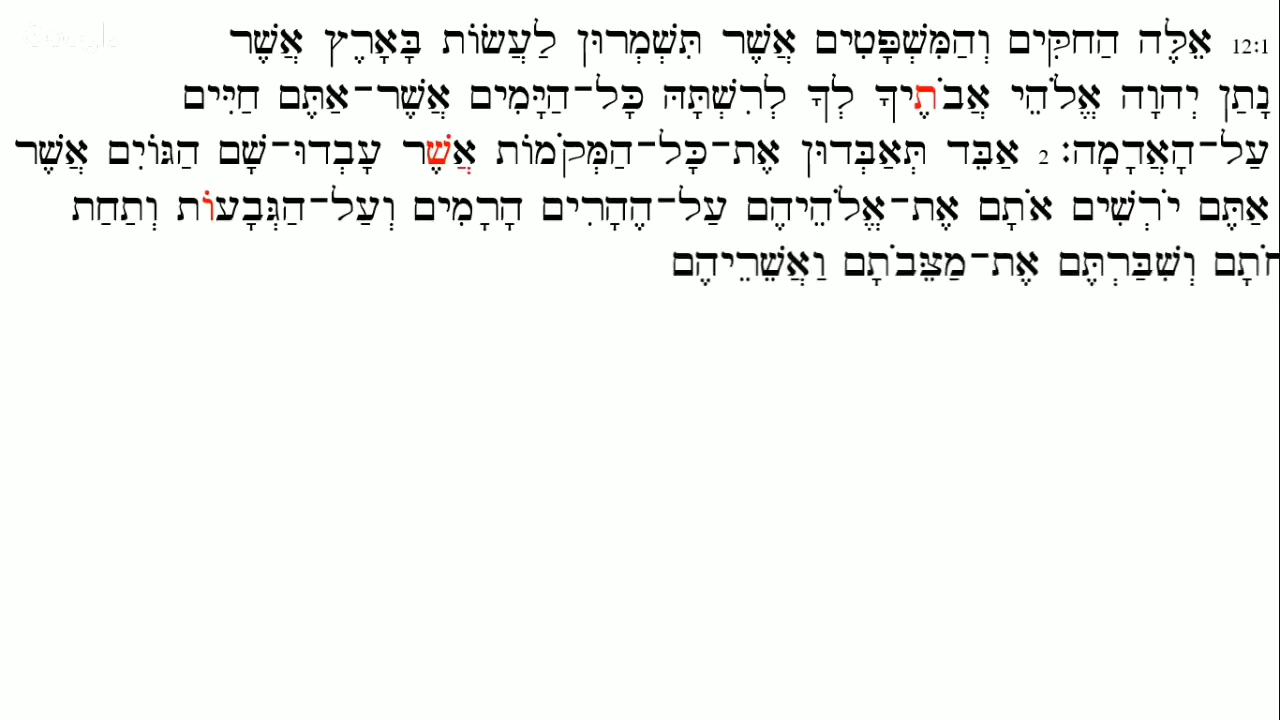 12:1 אֵלֶּה הַחֻקִּים וְהַמִּשְׁפָּטִים אֲשֶׁר תִּשְׁמְרוּן לַעֲשׂוֹת בָּאָרֶץ אֲשֶׁר
נָתַן יְהוָה אֱלֹהֵי אֲבֹתֶיךָ לְךָ לְרִשְׁתָּהּ כָּל־הַיָּמִים אֲשֶׁר־אַתֶּם חַיִּים
עַל־הָאֲדָמָה׃ 2 אַבֵּד תְּאַבְּדוּן אֶת־כָּל־הַמְּקֹמוֹת אֲשֶׁר עָבְדוּ־שָׁם הַגּוֹיִם אֲשֶׁר
אַתֶּם יֹרְשִׁים אֹתָם אֶת־אֱלֹהֵיהֶם עַל־הֶהָרִים הָרָמִים וְעַל־הַגְּבָעוֹת וְתַחַת
חֹתָם וְשִׁבַּרְתֶּם אֶת־מַצֵּבֹתָם וַאֲשֵׁרֵיהֶם